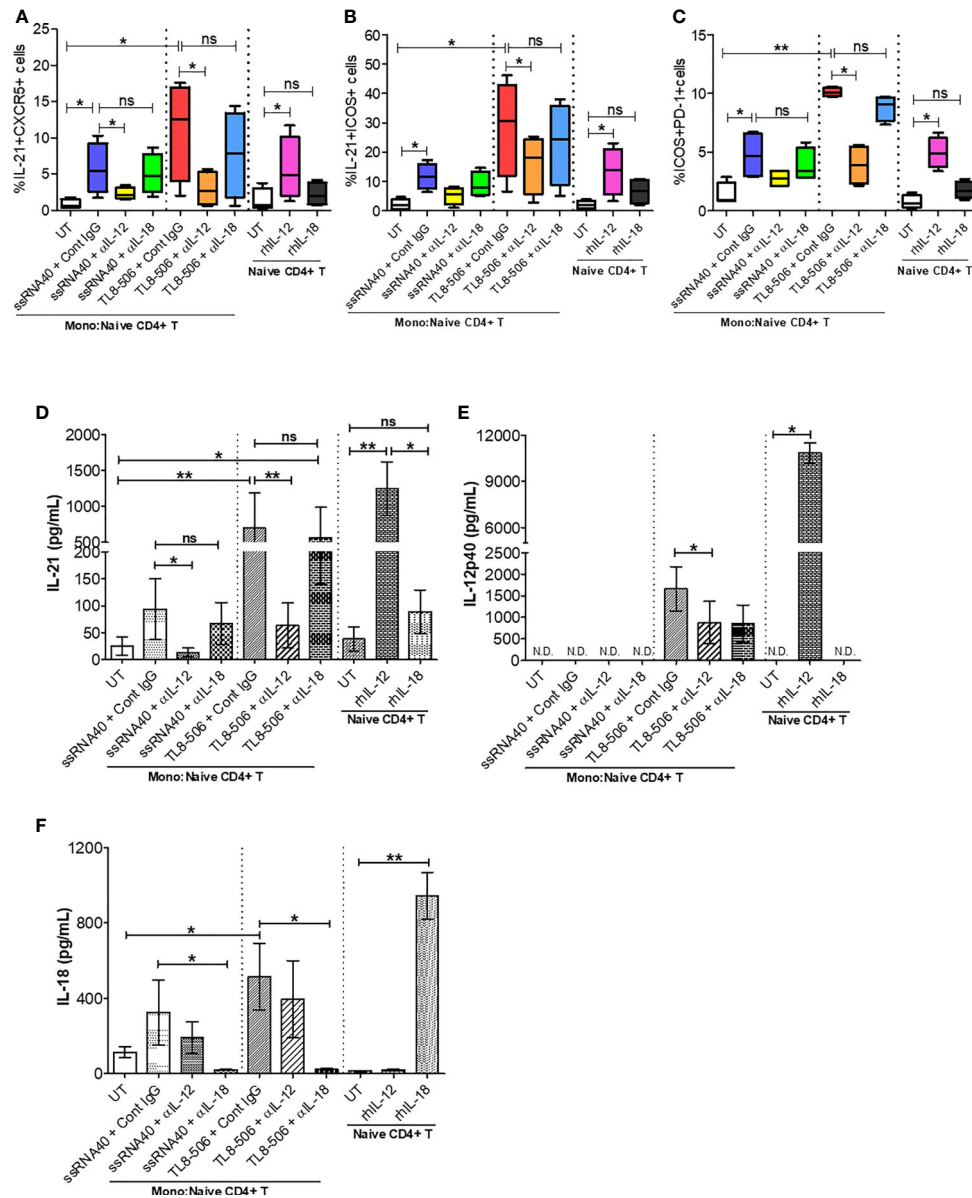 A
%IL-21+CXCR5+ cells
25
20
15
10
5
0
*
ns
*
ns
*
*
ns
*
UT
ssRNA40 + Cont IgG
ssRNA40 + αIL-12
ssRNA40 + αIL-18
TL8-506 + Cont IgG
TL8-506 + αIL-12
TL8-506 + αIL-18
UT
rhIL-12
rhIL-18
Naive CD4+ T
Mono:Naive CD4+ T
B
%IL-21+ICOS+ cells
60
50
40
30
20
10
0
*
ns
*
*
ns
*
UT
ssRNA40 + Cont IgG
ssRNA40 + αIL-12
ssRNA40 + αIL-18
TL8-506 + Cont IgG
TL8-506 + αIL-12
TL8-506 + αIL-18
UT
rhIL-12
rhIL-18
Naive CD4+ T
Mono:Naive CD4+ T
C
%ICOS+PD-1+cells
15
10
5
0
**
ns
*
*
ns
ns
*
UT
ssRNA40 + Cont IgG
ssRNA40 + αIL-12
ssRNA40 + αIL-18
TL8-506 + Cont IgG
TL8-506 + αIL-12
TL8-506 + αIL-18
UT
rhIL-12
rhIL-18
Naive CD4+ T
Mono:Naive CD4+ T
D
IL-21 (pg/mL)
2000
1500
1000
500
200
150
100
50
0
ns
*
**
**
ns
*
ns
**
*
UT
ssRNA40 + Cont IgG
ssRNA40 + αIL-12
ssRNA40 + αIL-18
TL8-506 + Cont IgG
TL8-506 + αIL-12
TL8-506 + αIL-18
UT
rhIL-12
rhIL-18
Naive CD4+ T
Mono:Naive CD4+ T
E
IL-12p40 (pg/mL)
12000
9000
6000
3000
2500
2000
1500
1000
500
0
*
*
N.D.
N.D.
N.D.
N.D.
N.D.
N.D.
UT
ssRNA40 + Cont IgG
ssRNA40 + αIL-12
ssRNA40 + αIL-18
TL8-506 + Cont IgG
TL8-506 + αIL-12
TL8-506 + αIL-18
UT
rhIL-12
rhIL-18
Naive CD4+ T
Mono:Naive CD4+ T
F
IL-18 (pg/mL)
1200
800
400
0
*
*
*
**
UT
ssRNA40 + Cont IgG
ssRNA40 + αIL-12
ssRNA40 + αIL-18
TL8-506 + Cont IgG
TL8-506 + αIL-12
TL8-506 + αIL-18
UT
rhIL-12
rhIL-18
Naive CD4+ T
Mono:Naive CD4+ T